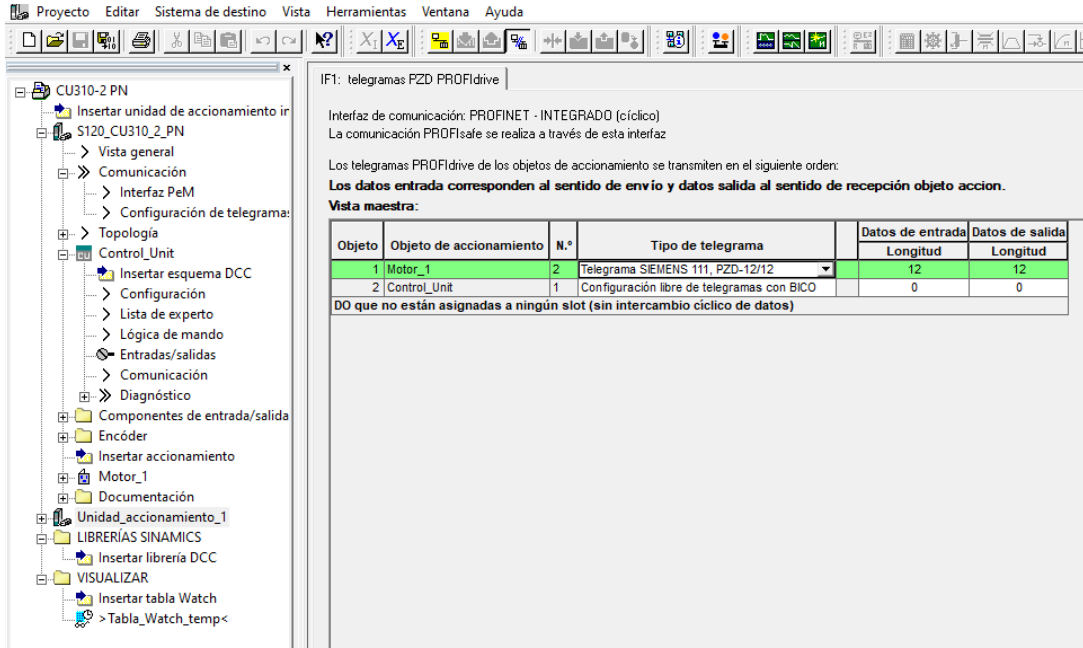 Proyecto Editar Sistema de destino Vista Herramientas Ventana Ayuda
CU310-2 PN
Insertar unidad de accionamiento in
S120_CU310_2_PN
Vista general
Comunicación
Interfaz PeM
Configuración de telegramas
Topología
Control_Unit
Insertar esquema DCC
Configuración
Lista de experto
Lógica de mando
Entradas/salidas
Comunicación
Diagnóstico
Componentes de entrada/salida
Encóder
Insertar accionamiento
Motor_1
Documentación
Unidad_accionamiento_1
LIBRERÍAS SINAMICS
Insertar librería DCC
VISUALIZAR
Insertar tabla Watch
>Tabla_Watch_temp<
IF1: telegramas PZD PROFIdrive
Interfaz de comunicación: PROFINET - INTEGRADO (cíclico)
La comunicación PROFIsafe se realiza a través de esta interfaz
Los telegramas PROFIdrive de los objetos de accionamiento se transmiten en el siguiente orden:
Los datos entrada corresponden al sentido de envío y datos salida al sentido de recepción objeto accion.
Vista maestra:
Objeto Objeto de accionamiento N.º Tipo de telegrama Datos de entrada Datos de salida
Longitud Longitud
1 Motor_1 2 Telegrama SIEMENS 111, PZD-12/12 12 12
2 Control_Unit 1 Configuración libre de telegramas con BICO 0 0
DO que no están asignadas a ningún slot (sin intercambio cíclico de datos)